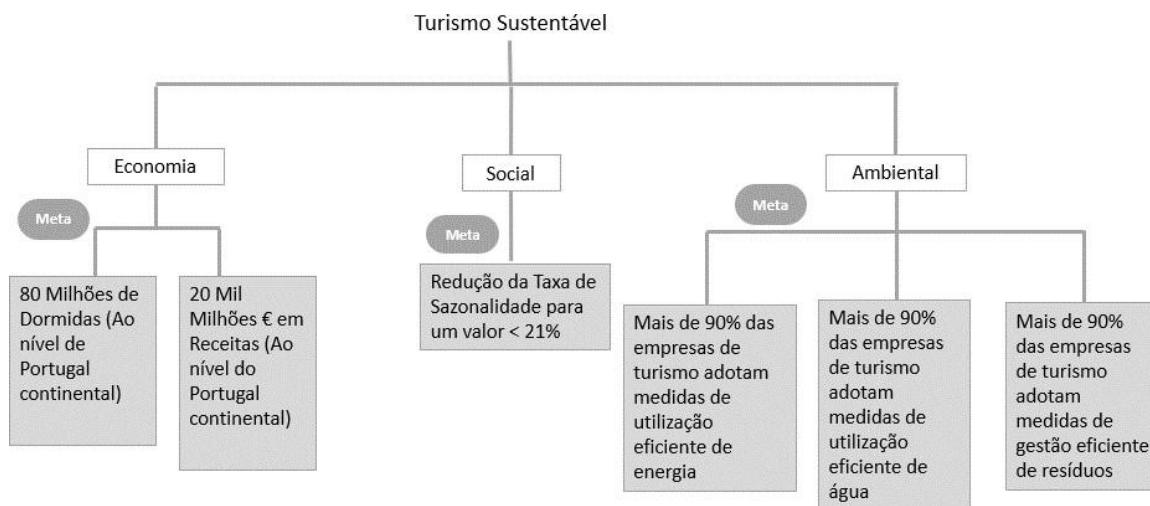 Turismo Sustentável
Economia
Meta
80 Milhões de
Dormidas (Ao
nível de
Portugal
continental)
20 Mil
Milhões € em
Receitas (Ao
nível do
Portugal
continental)
Social
Meta
Redução da Taxa de
Sazonalidade para
um valor < 21%
Ambiental
Meta
Mais de 90% das
empresas de
turismo adotam
medidas de
utilização
eficiente de
energia
Mais de 90%
das empresas
de turismo
adotam
medidas de
utilização
eficiente de
água
Mais de 90%
das empresas
de turismo
adotam
medidas de
gestão eficiente
de resíduos